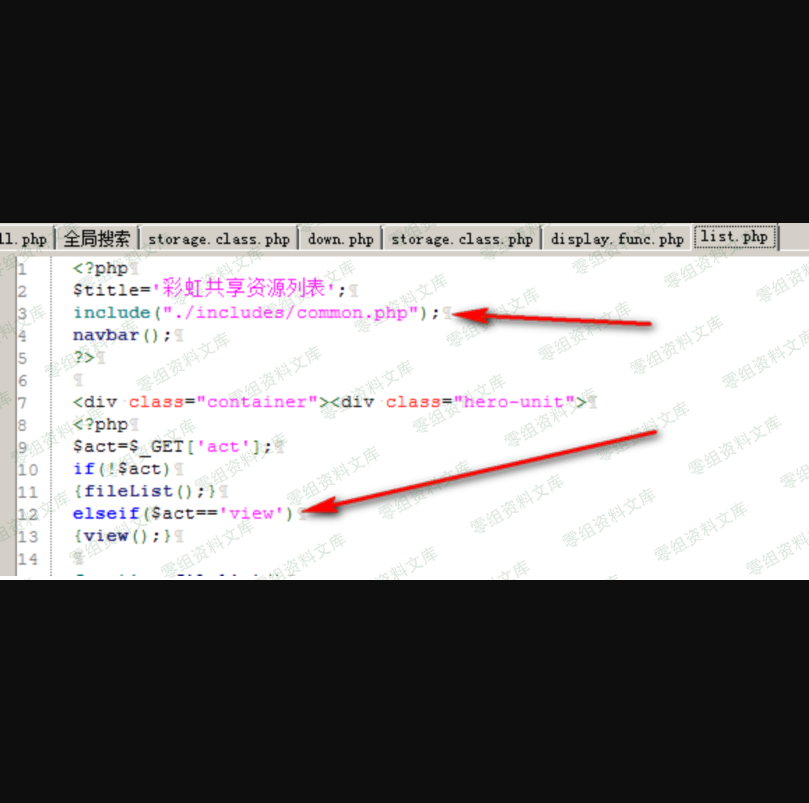 ll.php 全局搜索 storage.class.php down.php storage.class.php display.func.php list.php
1 <?php
2 $title='彩虹共享资源列表';
3 include("./includes/common.php");
4 navbar();
5 ?>
6
7 <div class="container"><div class="hero-unit">
8 <?php
9 $act=$_GET['act'];
10 if(!$act)
11 {fileList();}
12 elseif($act=='view')
13 {view();}
14
零组资料文库